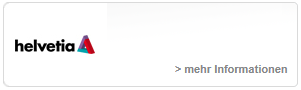 helvetia
> mehr Informationen